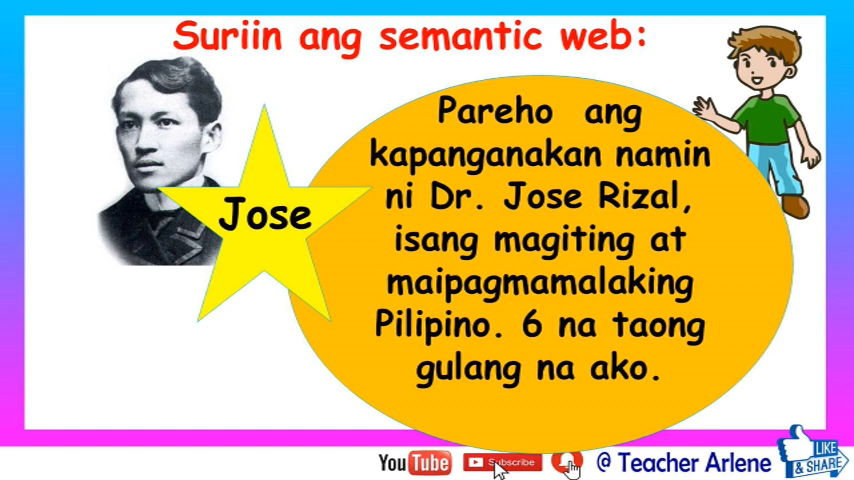 Suriin ang semantic web:
Jose
Pareho ang
kapanganakan namin
ni Dr. Jose Rizal,
isang magiting at
maipagmamalaking
Pilipino. 6 na taong
gulang na ako.
YouTube Subscribe @ Teacher Arlene
LIKE
& SHARE